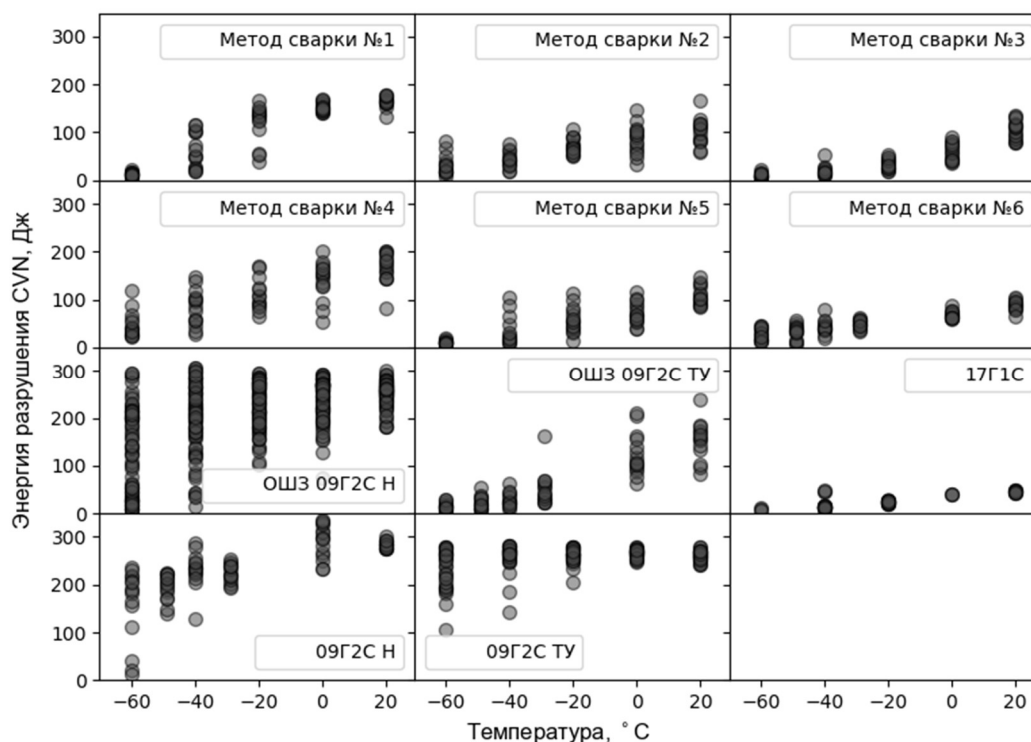 300
200
100
0
Метод сварки №1
Метод сварки №2
Метод сварки №3
300
200
100
0
Метод сварки №4
Метод сварки №5
Метод сварки №6
300
200
100
0
ОШЗ 09Г2С Н
ОШЗ 09Г2С ТУ
17Г1С
300
200
100
0
09Г2С Н
09Г2С ТУ
−60 −40 −20 0 20
−60 −40 −20 0 20
−60 −40 −20 0 20
Температура, °C
Энергия разрушения CVN, Дж